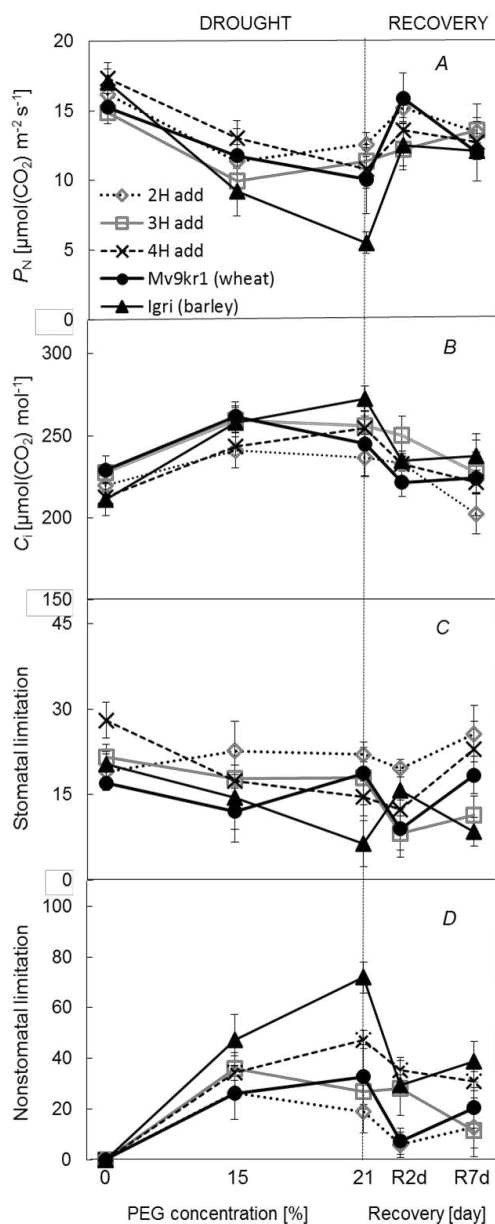 DROUGHT RECOVERY
20
15
10
5
0
P_N [µmol(CO₂) m⁻² s⁻¹]
A
2H add
3H add
4H add
Mv9kr1 (wheat)
Igri (barley)
300
250
200
150
C_i [µmol(CO₂) mol⁻¹]
B
45
30
15
0
Stomatal limitation
C
100
80
60
40
20
0
Nonstomatal limitation
D
0 15 21 R2d R7d
PEG concentration [%] Recovery [day]